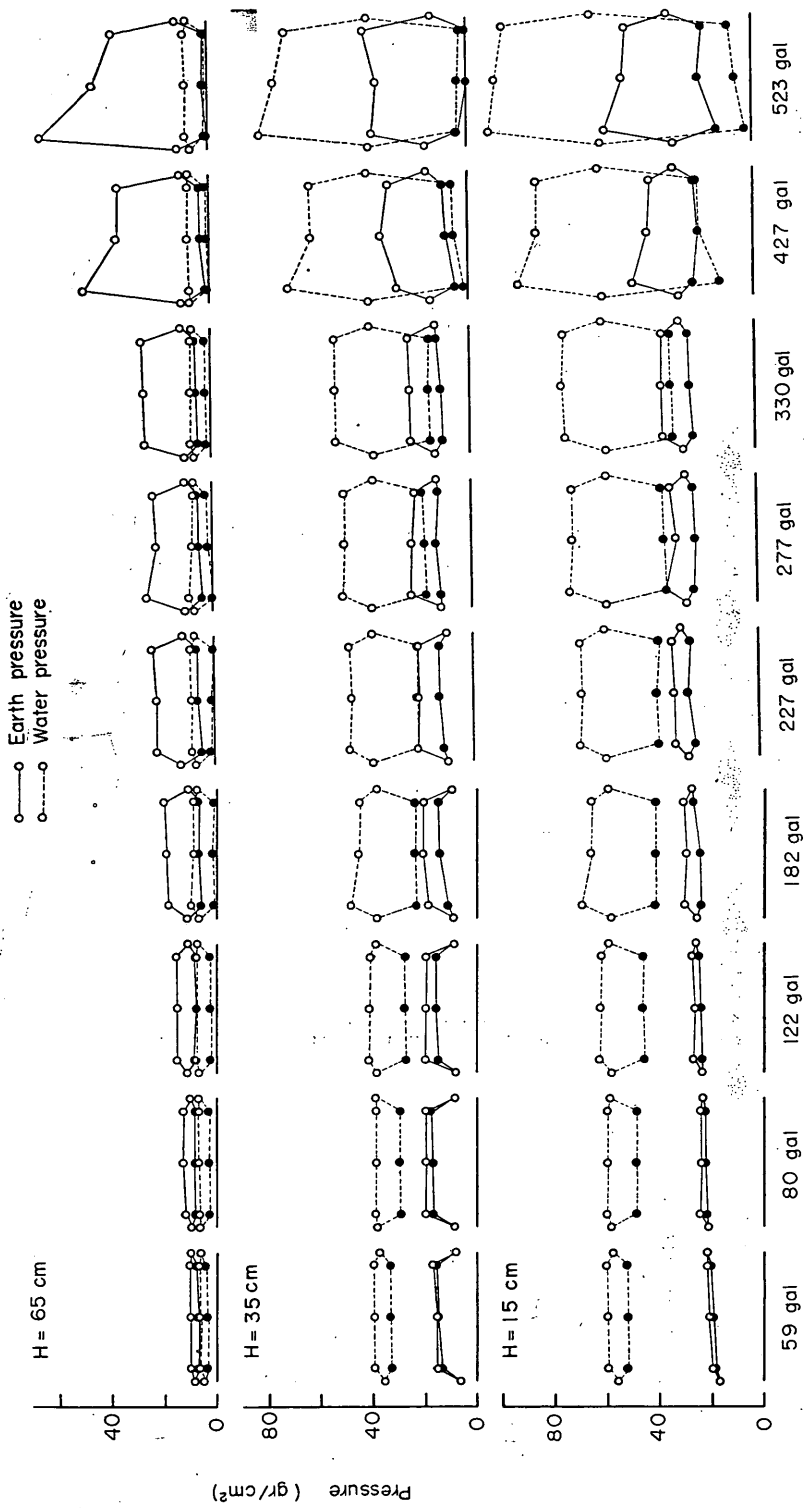 Earth pressure
Water pressure
H = 65 cm
40
0
H = 35 cm
80
40
0
H = 15 cm
80
40
0
Pressure ( gr/cm²)
59 gal
80 gal
122 gal
182 gal
227 gal
277 gal
330 gal
427 gal
523 gal